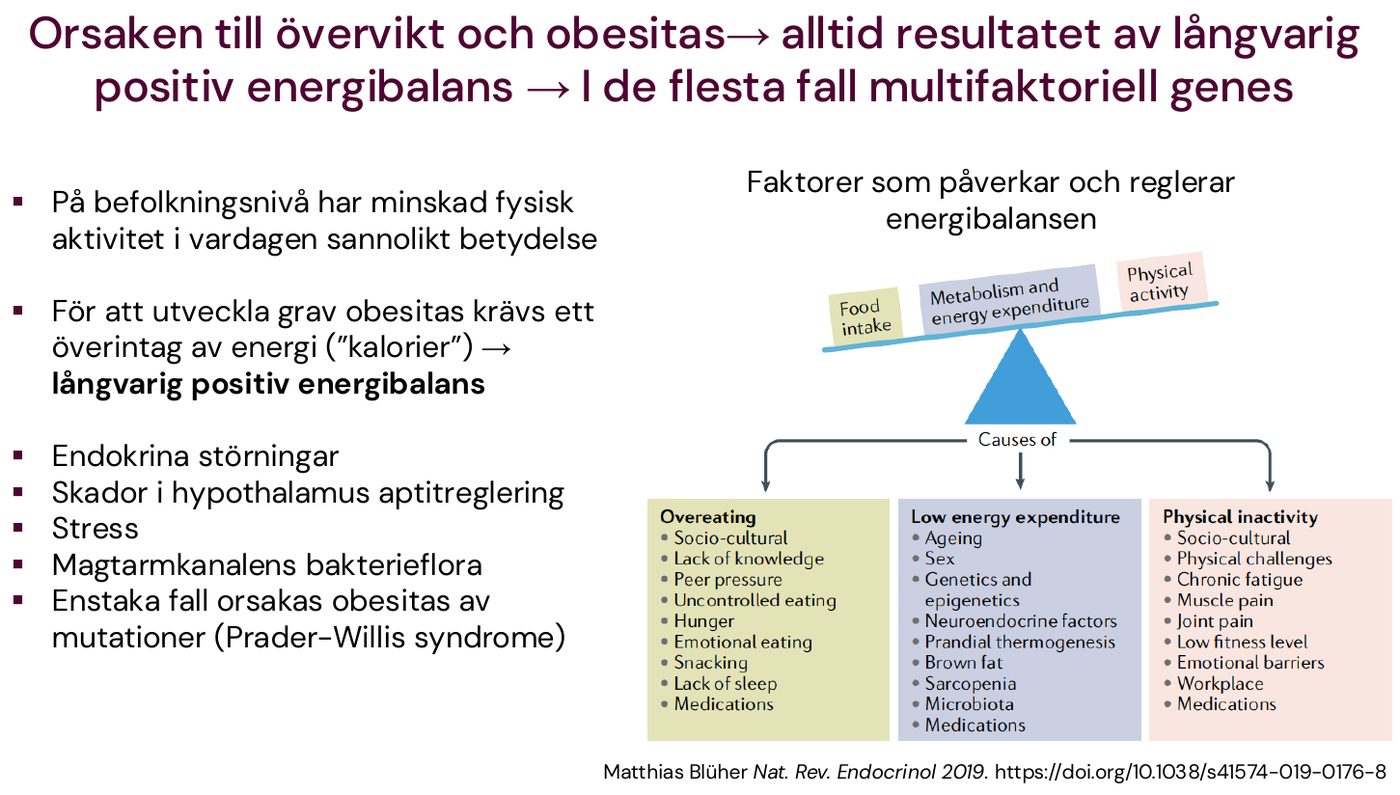 Orsaken till övervikt och obesitas→ alltid resultatet av långvarig
positiv energibalans → I de flesta fall multifaktoriell genes
▪ På befolkningsnivå har minskad fysisk
aktivitet i vardagen sannolikt betydelse
▪ För att utveckla grav obesitas krävs ett
överintag av energi (”kalorier”) →
långvarig positiv energibalans
▪ Endokrina störningar
▪ Skador i hypothalamus aptitreglering
▪ Stress
▪ Magtarmkanalens bakterieflora
▪ Enstaka fall orsakas obesitas av
mutationer (Prader-Willis syndrome)
Faktorer som påverkar och reglerar
energibalansen
Food
intake
Metabolism and
energy expenditure
Physical
activity
Causes of
Overeating
• Socio-cultural
• Lack of knowledge
• Peer pressure
• Uncontrolled eating
• Hunger
• Emotional eating
• Snacking
• Lack of sleep
• Medications
Low energy expenditure
• Ageing
• Sex
• Genetics and
epigenetics
• Neuroendocrine factors
• Prandial thermogenesis
• Brown fat
• Sarcopenia
• Microbiota
• Medications
Physical inactivity
• Socio-cultural
• Physical challenges
• Chronic fatigue
• Muscle pain
• Joint pain
• Low fitness level
• Emotional barriers
• Workplace
• Medications
Matthias Blüher Nat. Rev. Endocrinol 2019. https://doi.org/10.1038/s41574-019-0176-8